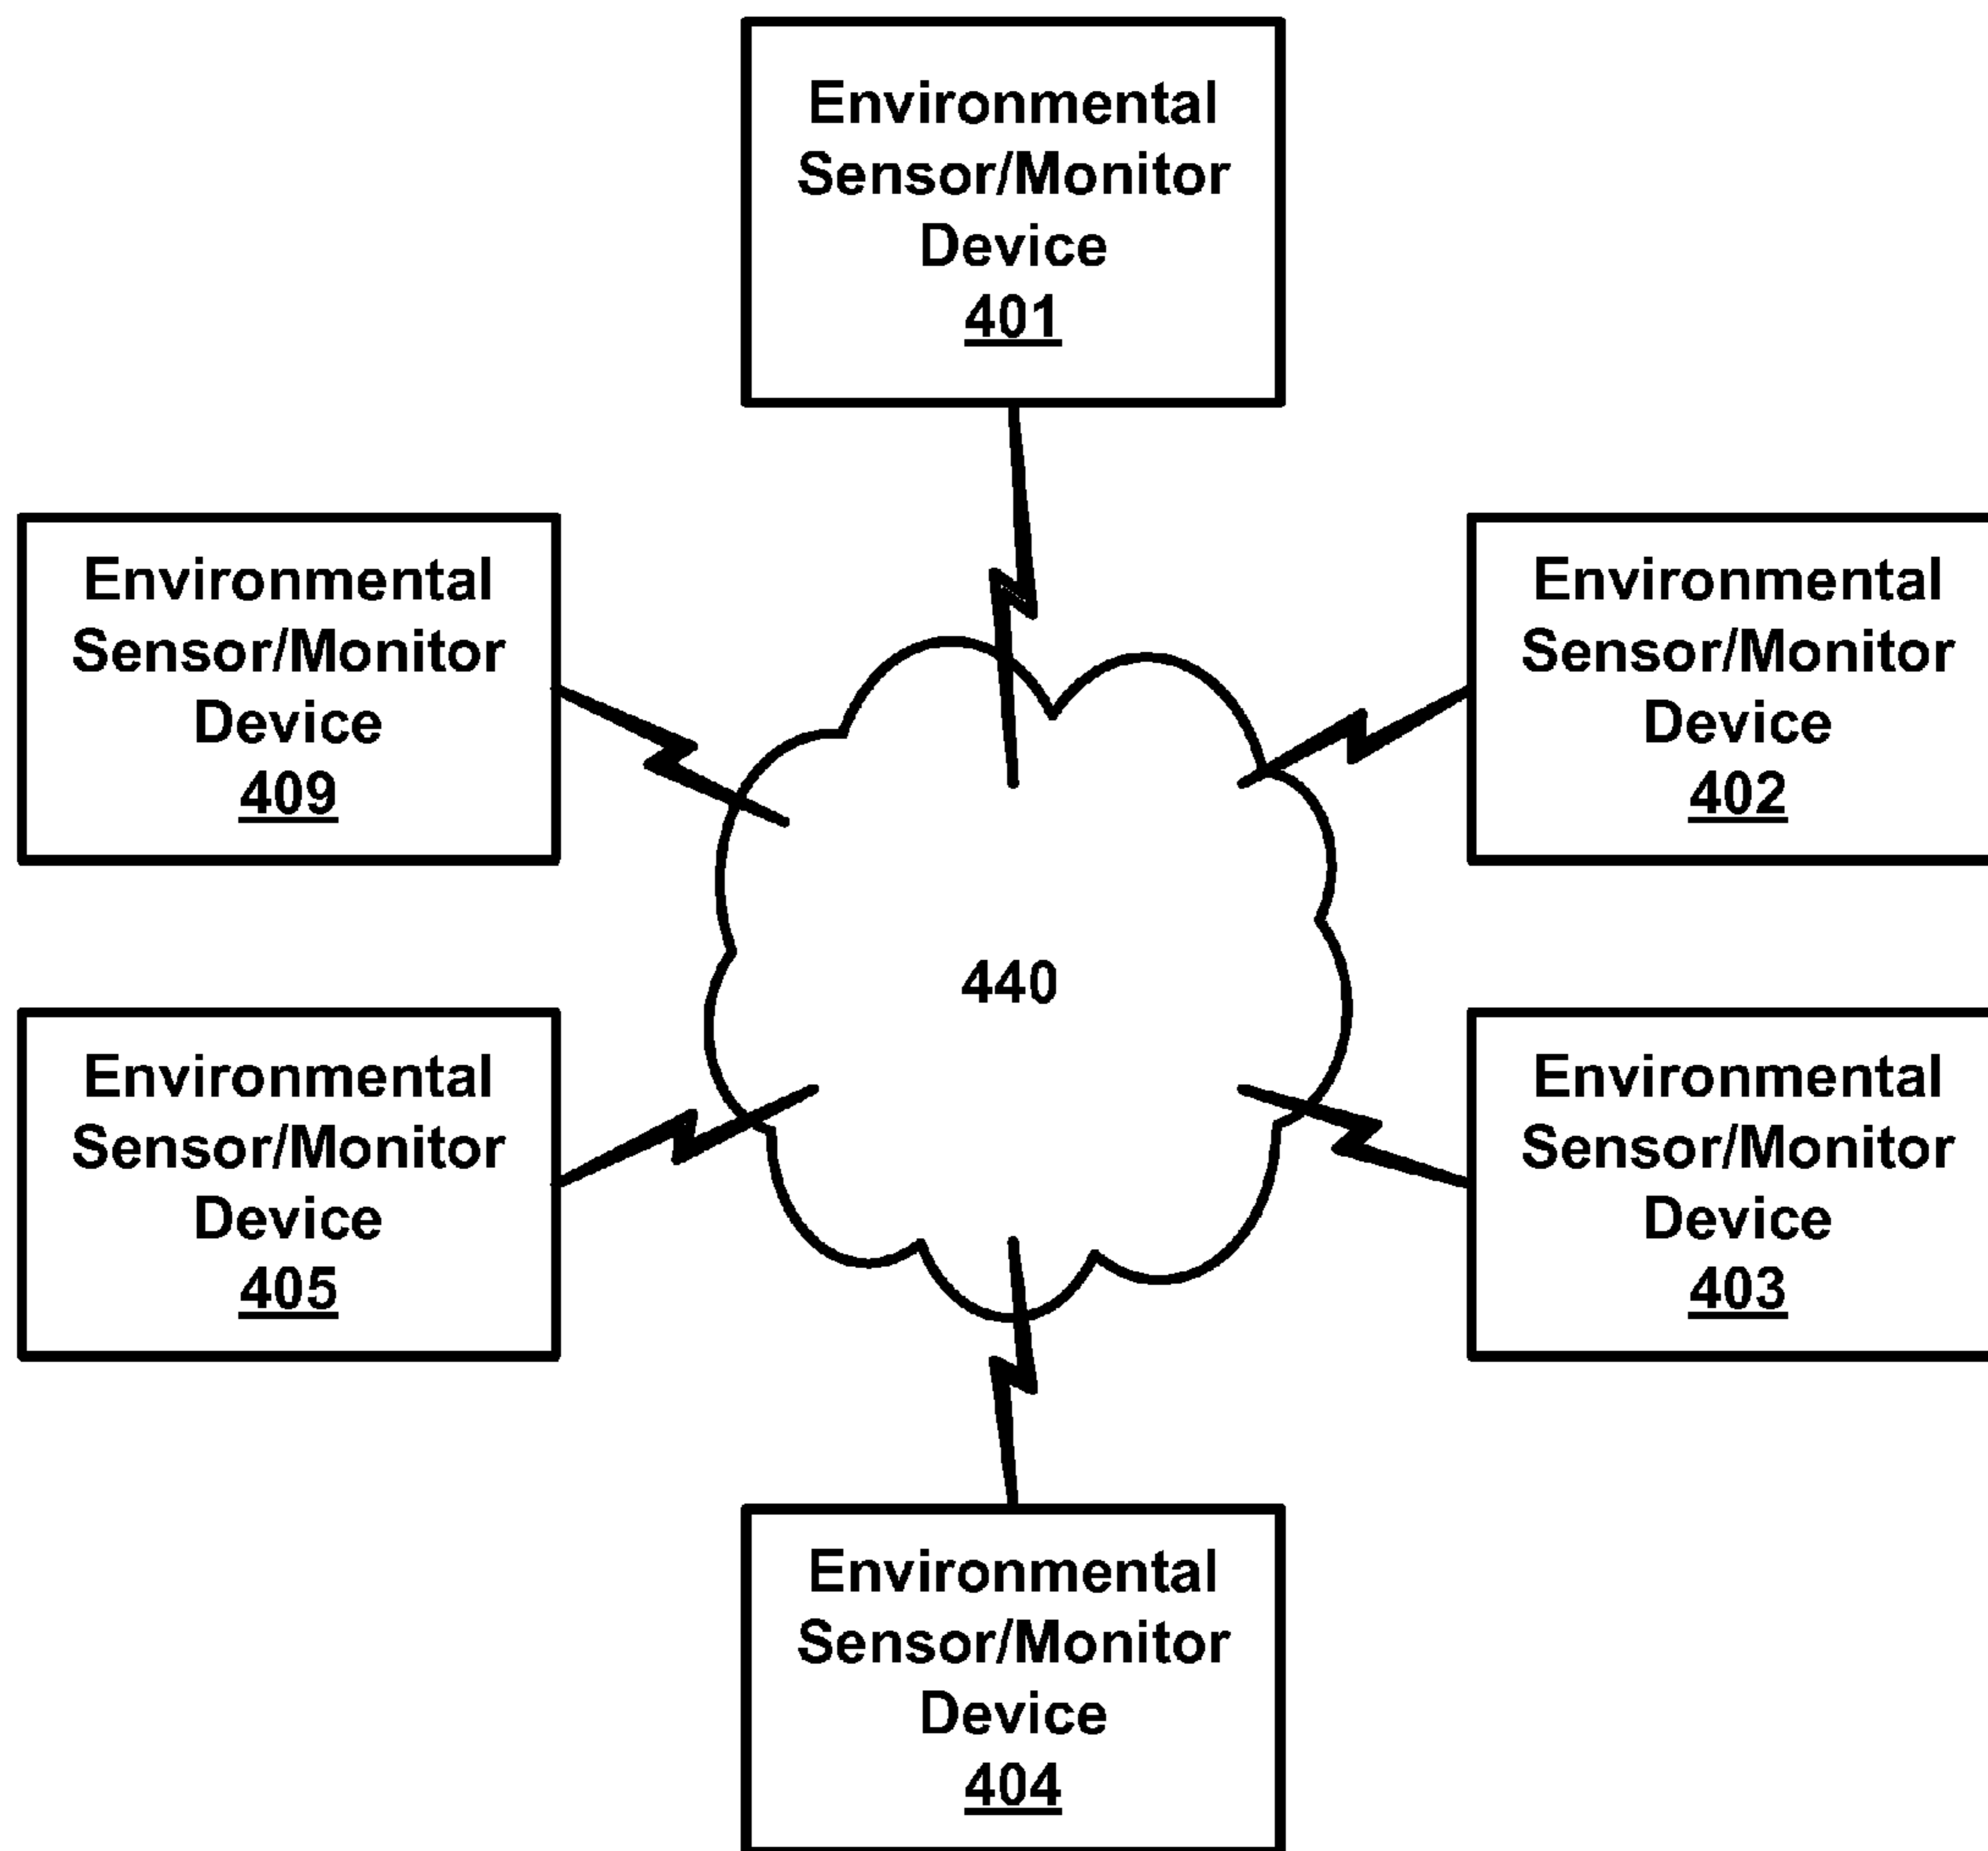 Environmental
Sensor/Monitor
Device
401
Environmental
Sensor/Monitor
Device
409
Environmental
Sensor/Monitor
Device
402
440
Environmental
Sensor/Monitor
Device
405
Environmental
Sensor/Monitor
Device
403
Environmental
Sensor/Monitor
Device
404